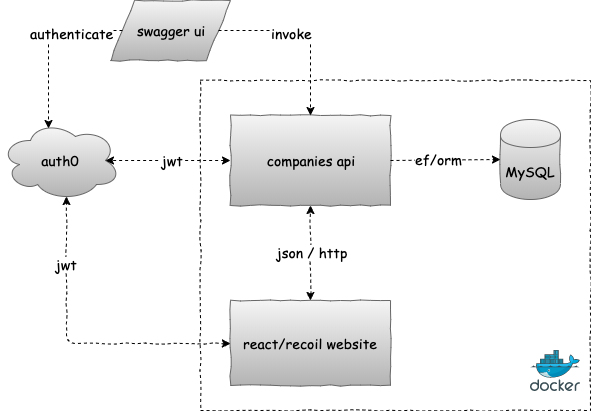 swagger ui
authenticate
invoke
auth0
jwt
companies api
ef/orm
MySQL
json / http
jwt
react/recoil website
docker